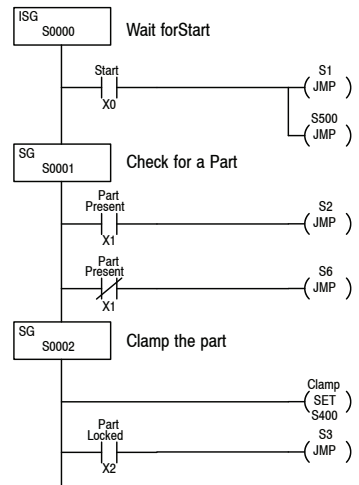 ISG
S0000
Wait forStart
Start
X0
S1
JMP
S500
JMP
SG
S0001
Check for a Part
Part
Present
X1
S2
JMP
Part
Present
X1
S6
JMP
SG
S0002
Clamp the part
Clamp
SET
S400
Part
Locked
X2
S3
JMP